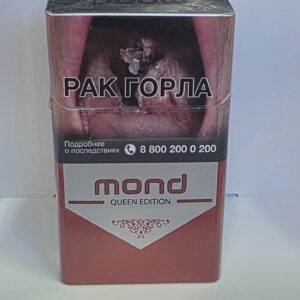 РАК ГОРЛА
Подробнее
о последствиях 8 800 200 0 200
mond
QUEEN EDITION